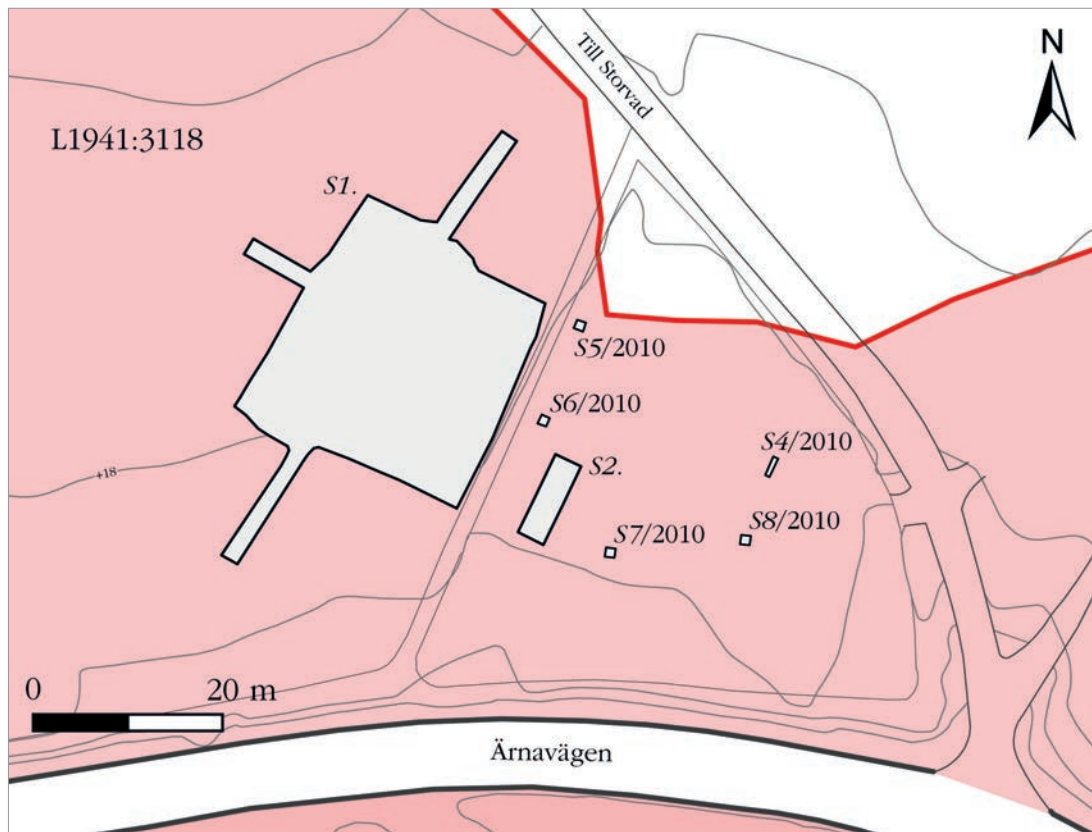 Till Storvad
N
L1941:3118
S1.
S5/2010
S6/2010
S4/2010
S2.
+18
S7/2010
S8/2010
0 20 m
Ärnavägen